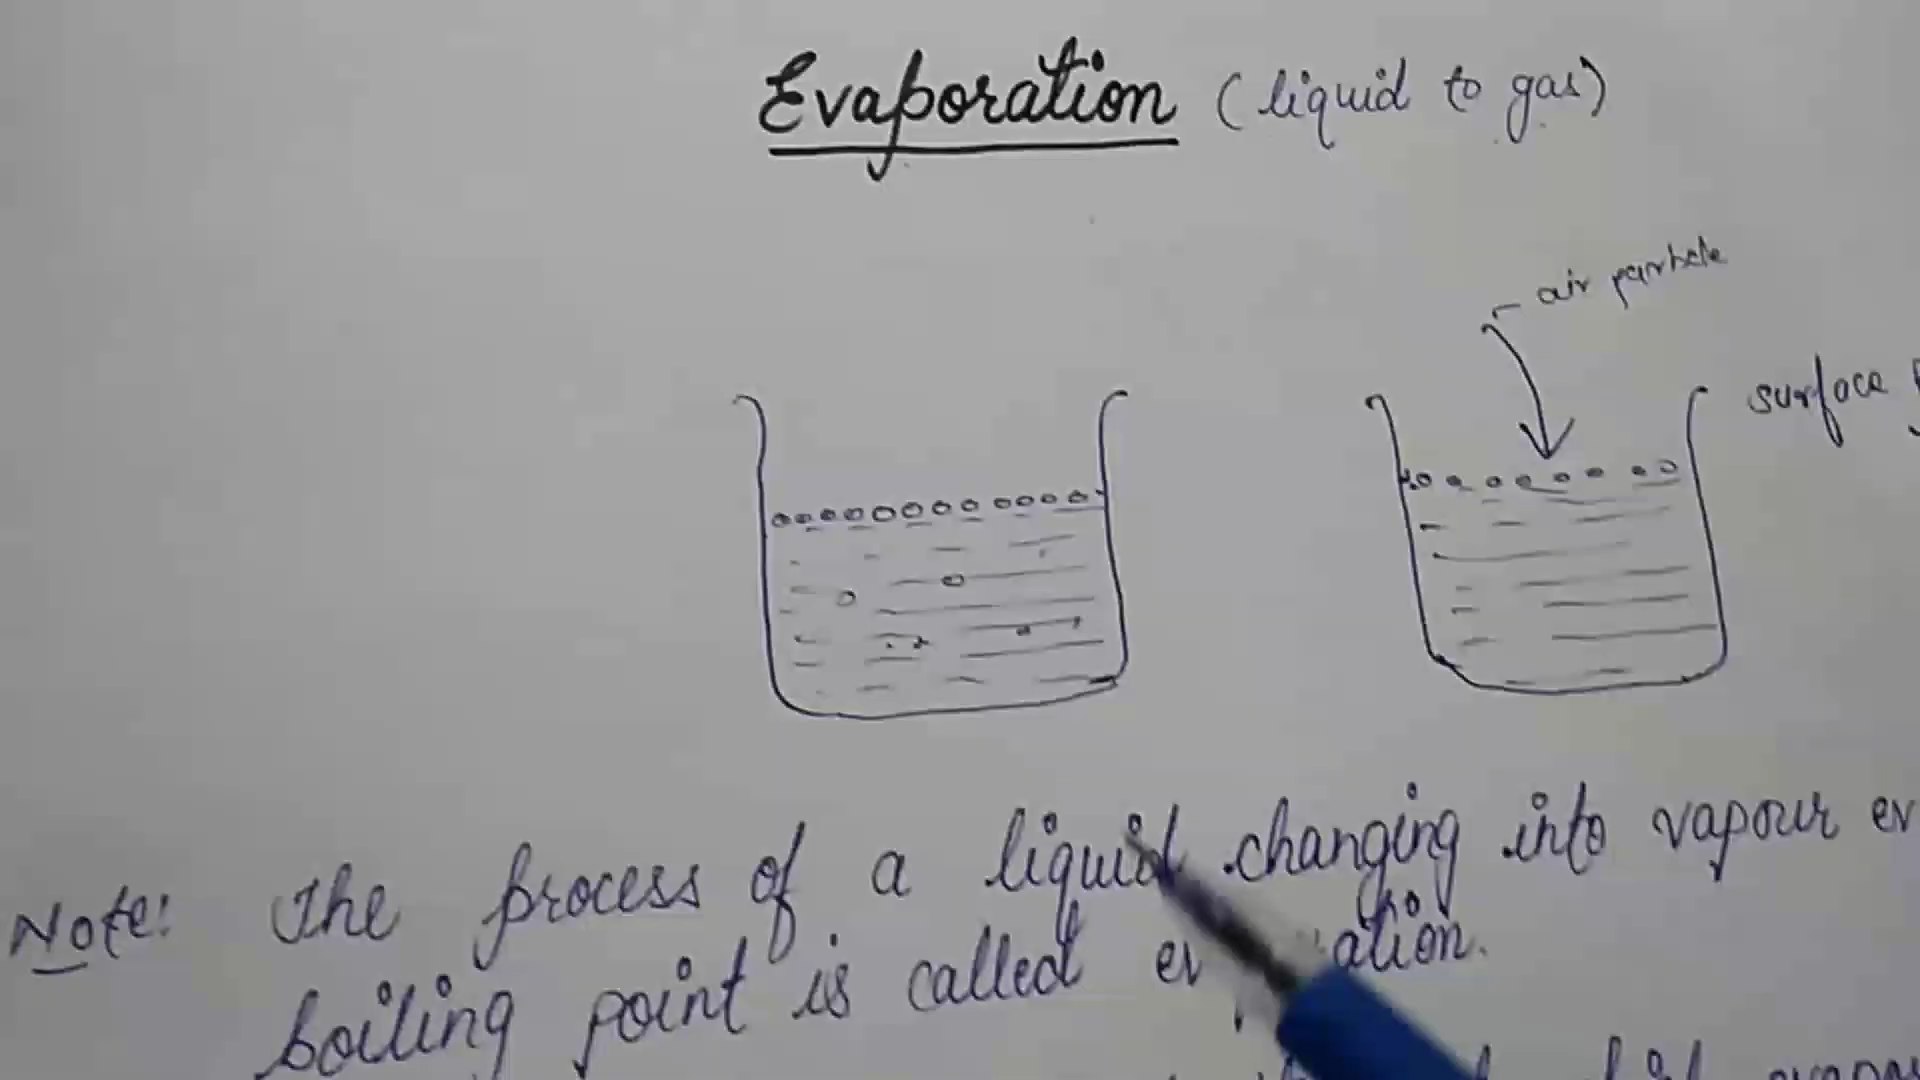 Evaporation (liquid to gas)
air particle
surface
Note: The process of a liquid changing into vapour
boiling point is called